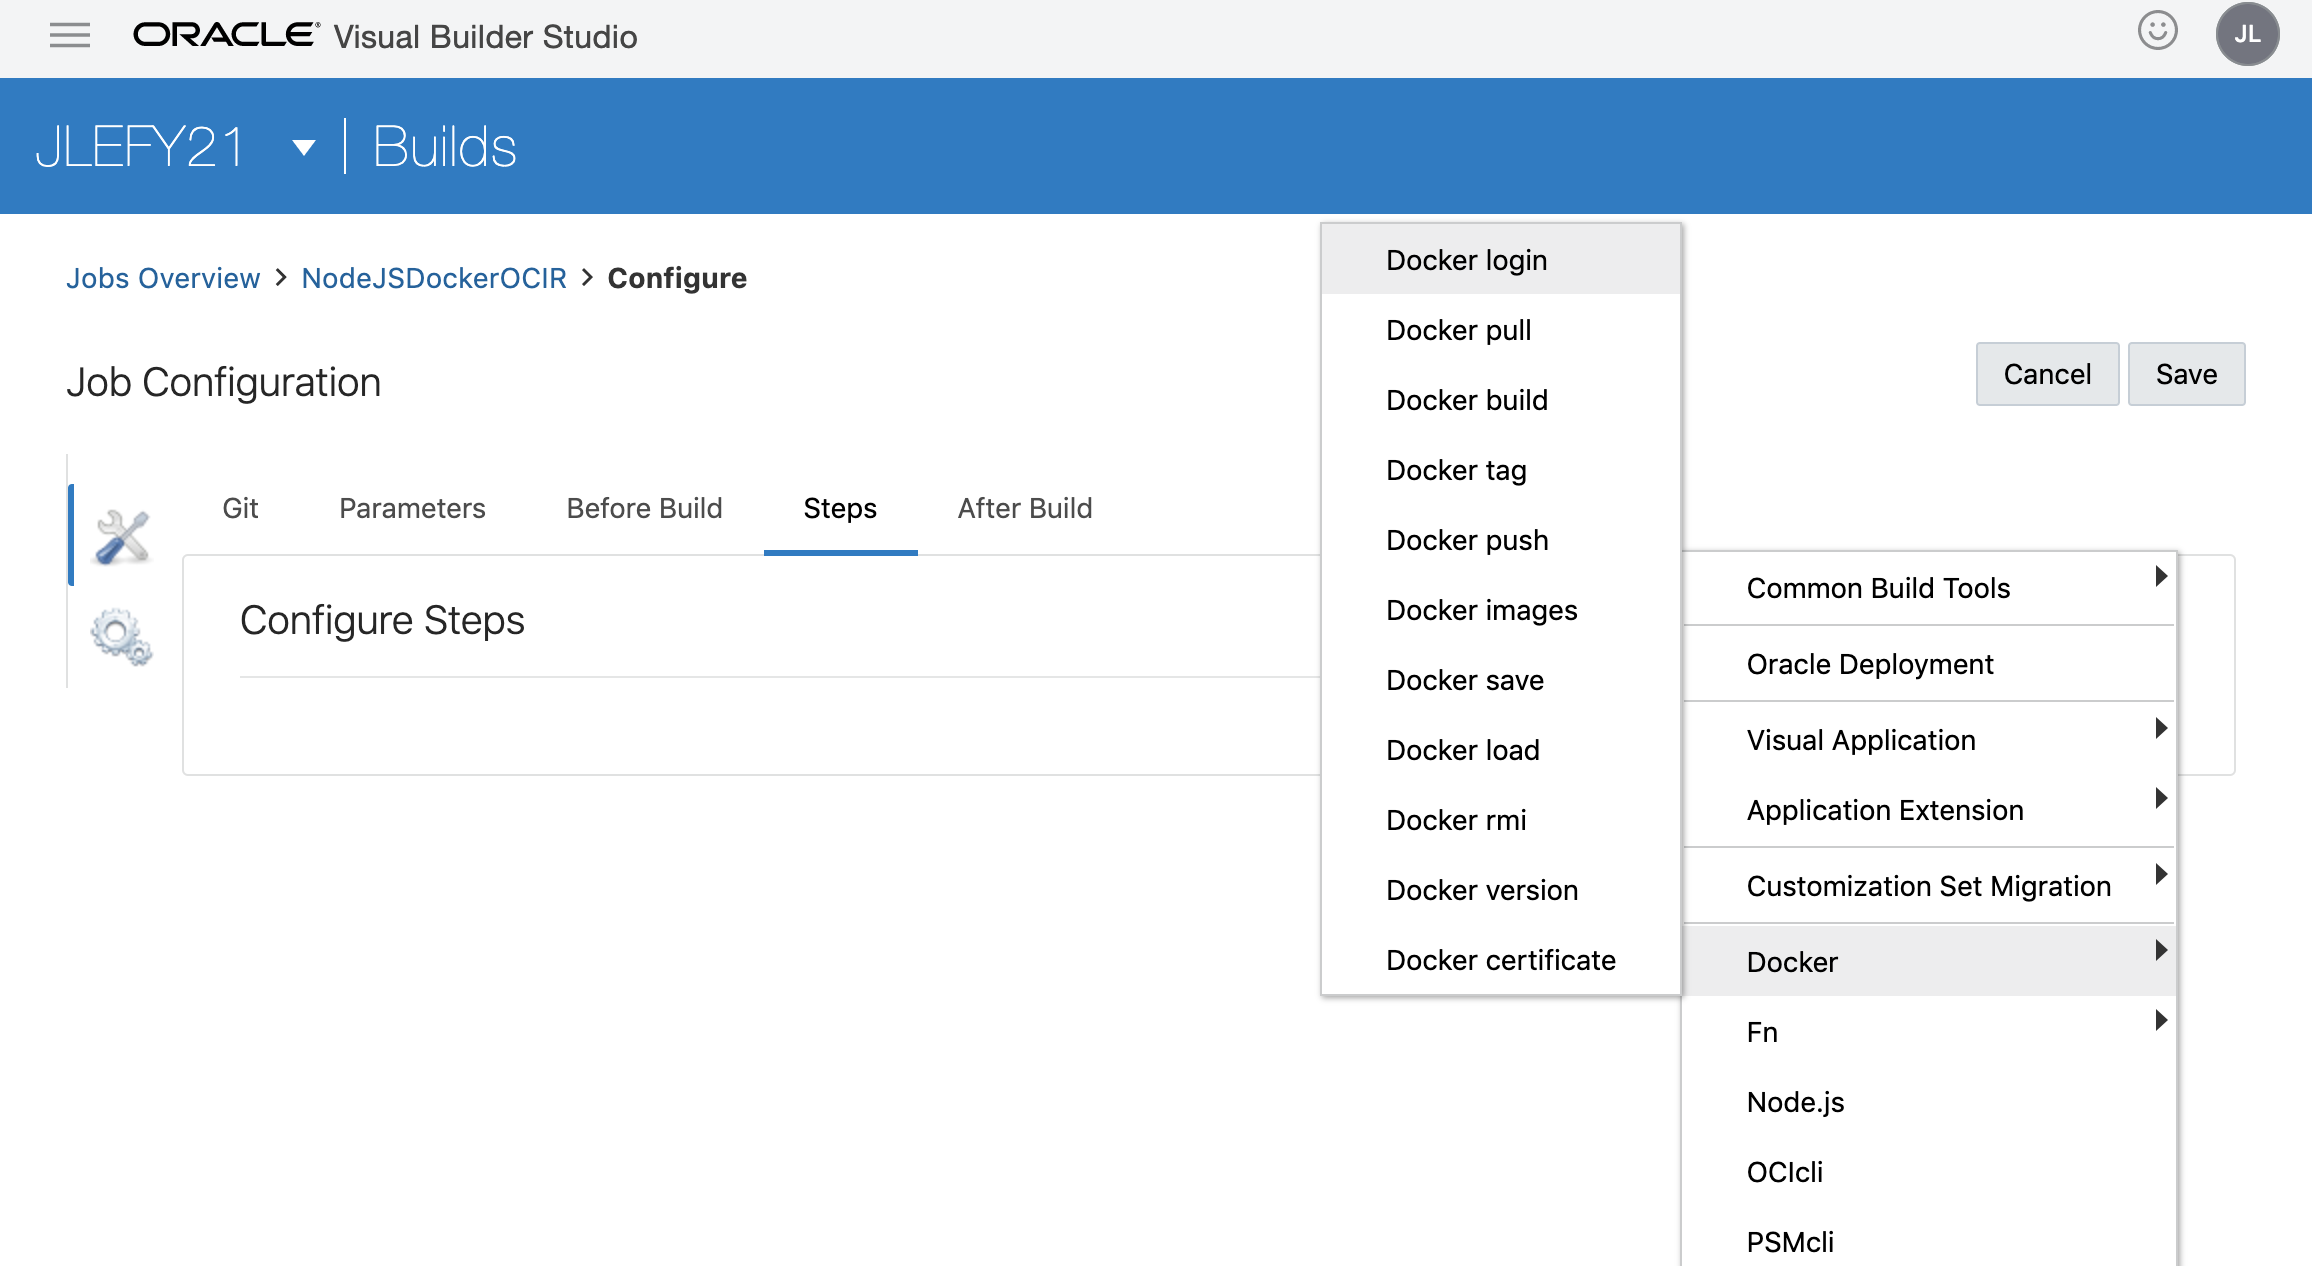 ORACLE® Visual Builder Studio
JL
JLEFY21 | Builds
Jobs Overview > NodeJSDockerOCIR > Configure
Job Configuration
Cancel
Save
Git
Parameters
Before Build
Steps
After Build
Configure Steps
Docker login
Docker pull
Docker build
Docker tag
Docker push
Docker images
Docker save
Docker load
Docker rmi
Docker version
Docker certificate
Common Build Tools
Oracle Deployment
Visual Application
Application Extension
Customization Set Migration
Docker
Fn
Node.js
OCIcli
PSMcli